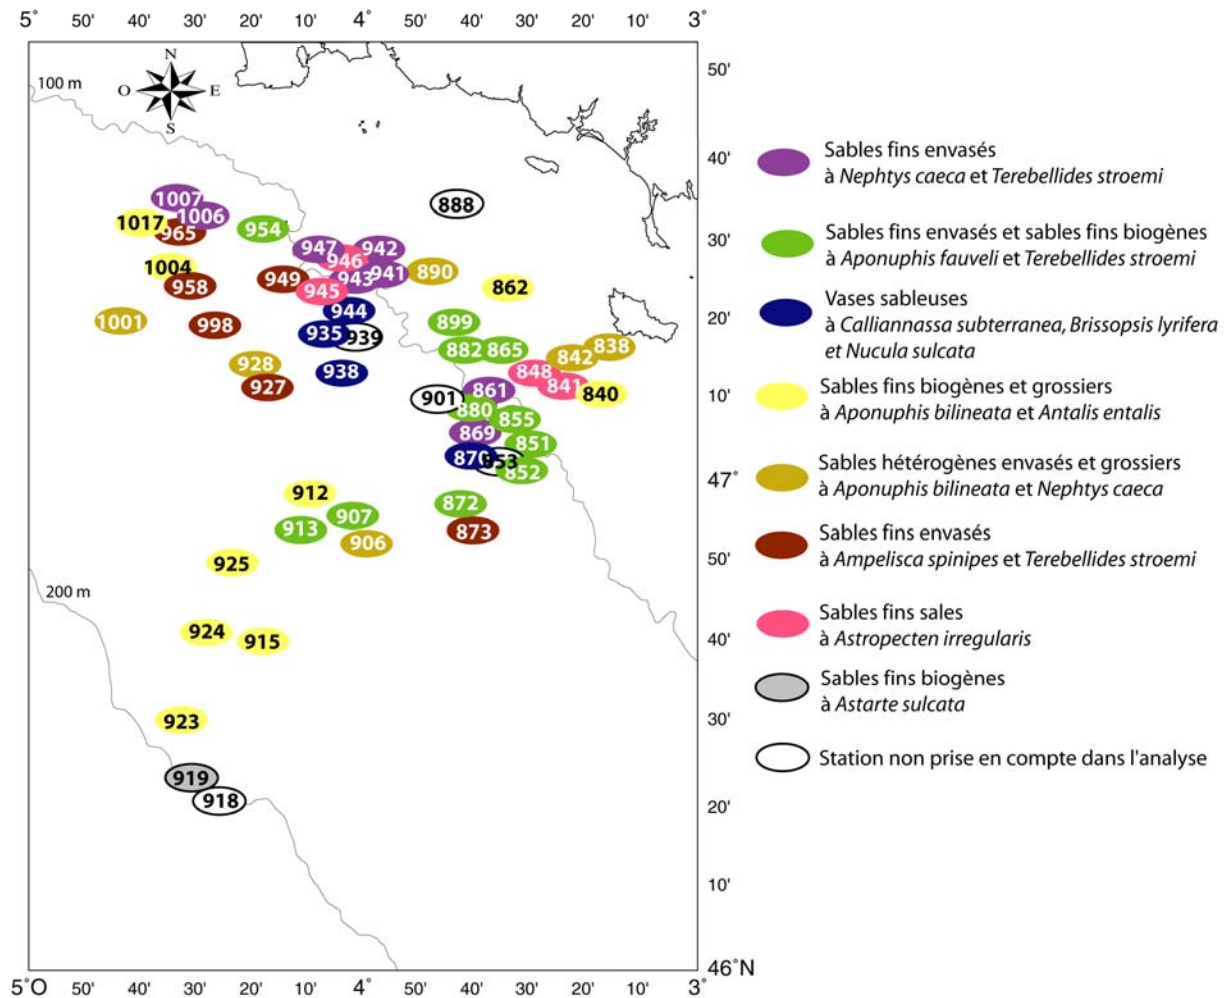 5˚ 50' 40' 30' 20' 10' 4˚ 50' 40' 30' 20' 10' 3˚
100 m
N
O E
S
50'
40'
30'
20'
10'
47˚
50'
40'
30'
20'
10'
46˚N
1007
1006
1017
965
954
888
947
942
946
1004
949
943
941
890
958
945
862
944
1001
998
935
939
899
838
882
865
842
928
938
848
927
841
861
840
901
880
855
869
851
870
853
852
912
872
907
913
873
906
925
200 m
924
915
923
919
918
Sables fins envasés
à Nephtys caeca et Terebellides stroemi
Sables fins envasés et sables fins biogènes
à Aponuphis fauveli et Terebellides stroemi
Vases sableuses
à Calliannassa subterranea, Brissopsis lyrifera
et Nucula sulcata
Sables fins biogènes et grossiers
à Aponuphis bilineata et Antalis entalis
Sables hétérogènes envasés et grossiers
à Aponuphis bilineata et Nephtys caeca
Sables fins envasés
à Ampelisca spinipes et Terebellides stroemi
Sables fins sales
à Astropecten irregularis
Sables fins biogènes
à Astarte sulcata
Station non prise en compte dans l'analyse
5˚O 50' 40' 30' 20' 10' 4˚ 50' 40' 30' 20' 10' 3˚